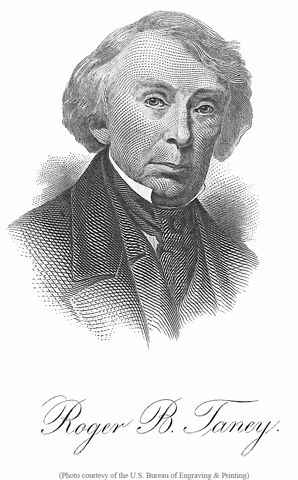 Roger B. Taney.
(Photo courtesy of the U.S. Bureau of Engraving & Printing)